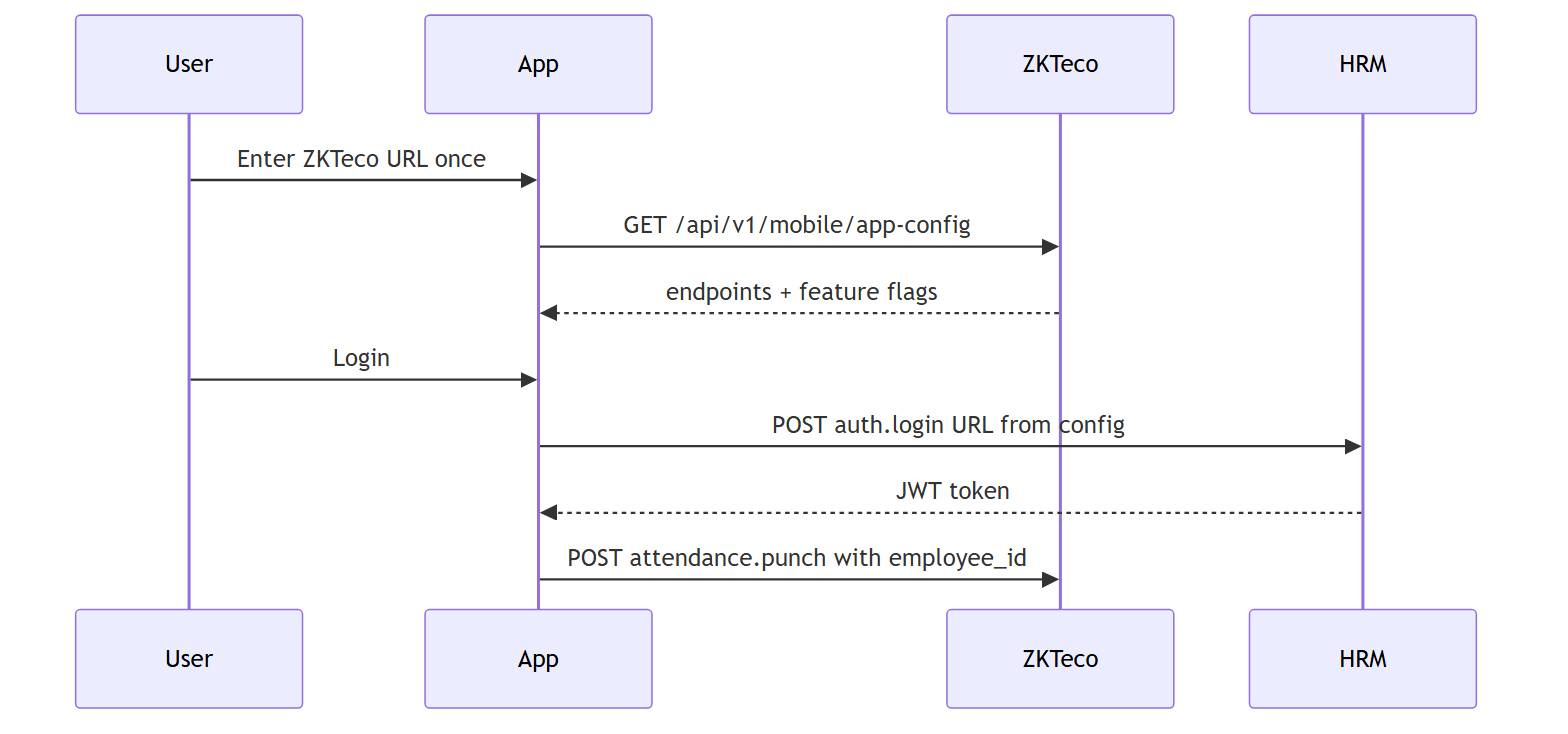 User
App
ZKTeco
HRM
Enter ZKTeco URL once
GET /api/v1/mobile/app-config
endpoints + feature flags
Login
POST auth.login URL from config
JWT token
POST attendance.punch with employee_id
User
App
ZKTeco
HRM